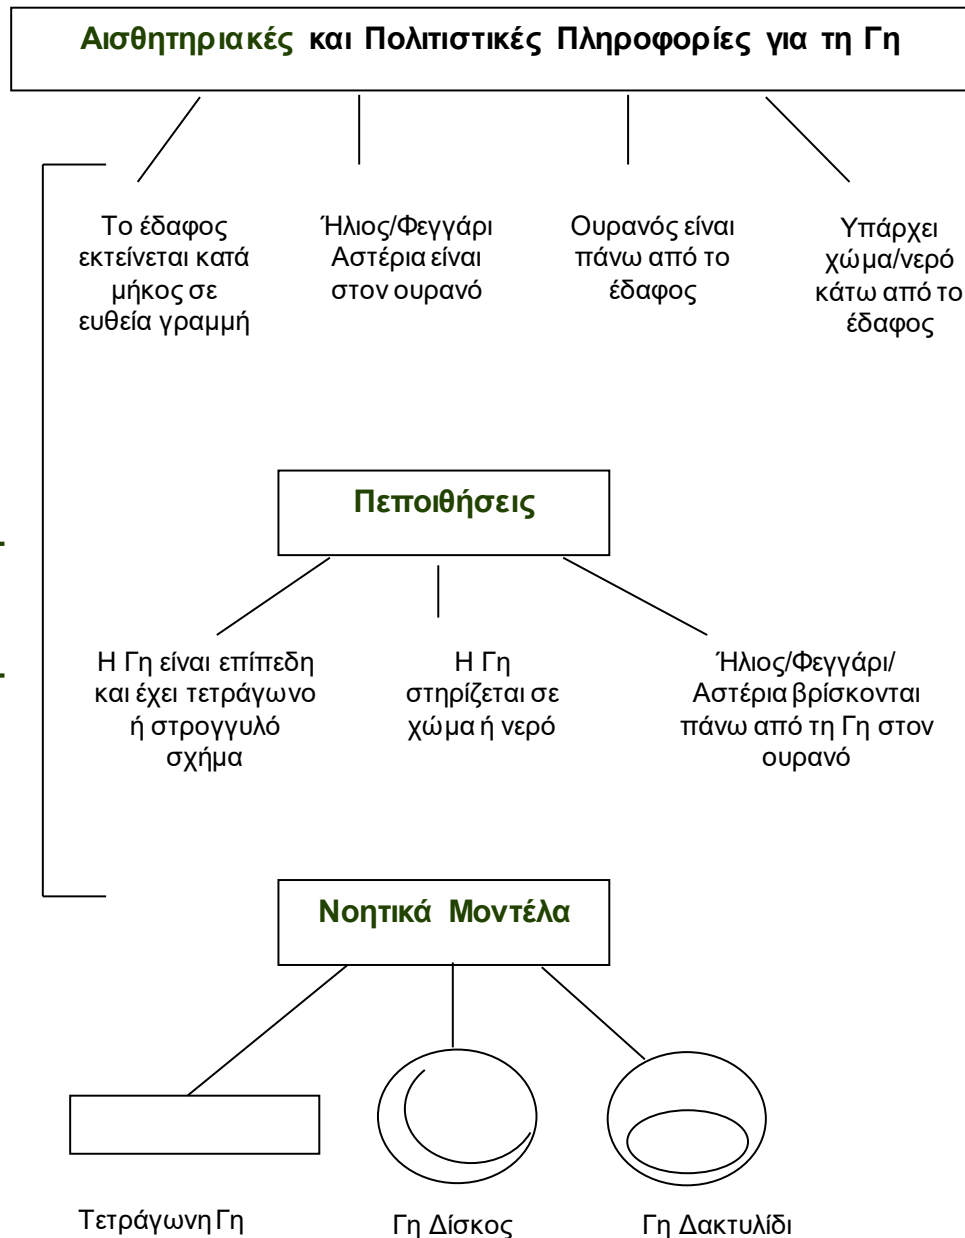 Αισθητηριακές και Πολιτιστικές Πληροφορίες για τη Γη
Το έδαφος
εκτείνεται κατά
μήκος σε
ευθεία γραμμή
Ήλιος/Φεγγάρι
Αστέρια είναι
στον ουρανό
Ουρανός είναι
πάνω από το
έδαφος
Υπάρχει
χώμα/νερό
κάτω από το
έδαφος
Πεποιθήσεις
Η Γη είναι επίπεδη
και έχει τετράγωνο
ή στρογγυλό
σχήμα
Η Γη
στηρίζεται σε
χώμα ή νερό
Ήλιος/Φεγγάρι/
Αστέρια βρίσκονται
πάνω από τη Γη στον
ουρανό
Νοητικά Μοντέλα
Τετράγωνη Γη
Γη Δίσκος
Γη Δακτυλίδι